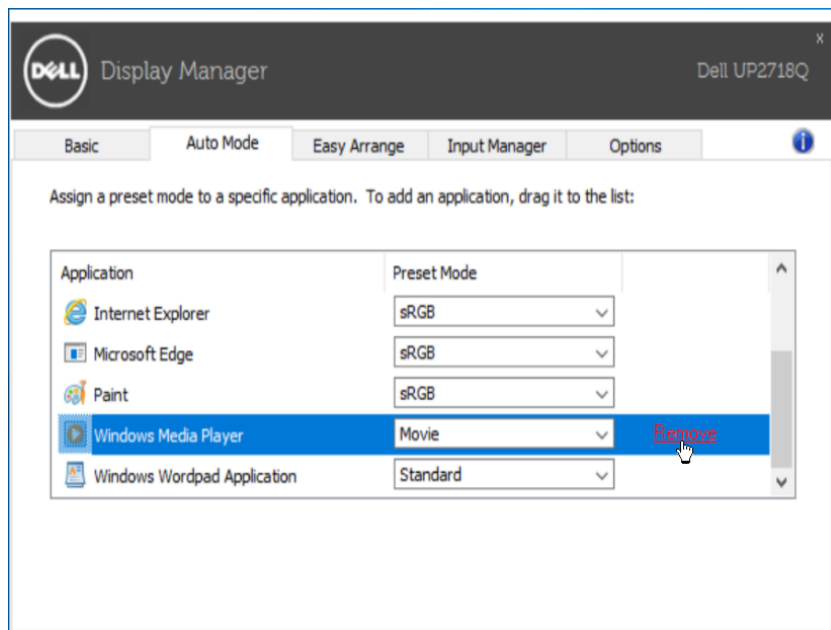 DELL Display Manager
x
Dell UP2718Q
Basic Auto Mode Easy Arrange Input Manager Options
Assign a preset mode to a specific application. To add an application, drag it to the list:
Application Preset Mode
Internet Explorer sRGB
Microsoft Edge sRGB
Paint sRGB
Windows Media Player Movie Remove
Windows Wordpad Application Standard